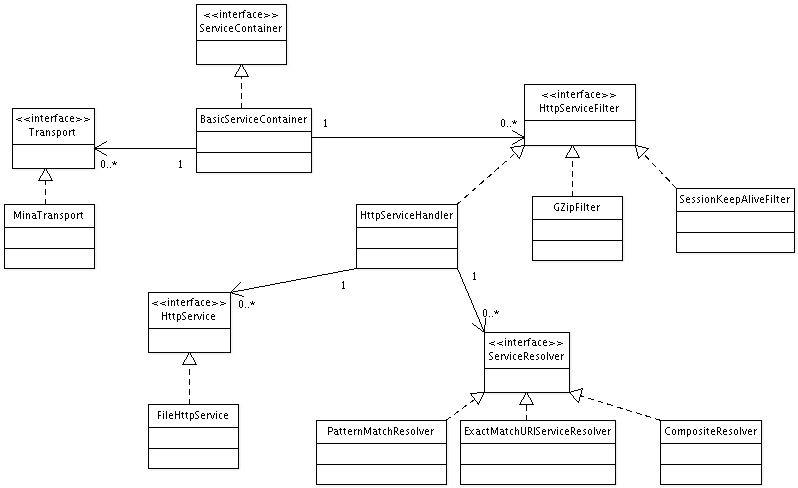 <<interface>>
ServiceContainer
<<interface>>
HttpServiceFilter
<<interface>>
Transport
BasicServiceContainer
1
0..*
0..*
1
MinaTransport
HttpServiceHandler
GZipFilter
SessionKeepAliveFilter
1
1
<<interface>>
HttpService
0..*
0..*
<<interface>>
ServiceResolver
FileHttpService
PatternMatchResolver
ExactMatchURIServiceResolver
CompositeResolver